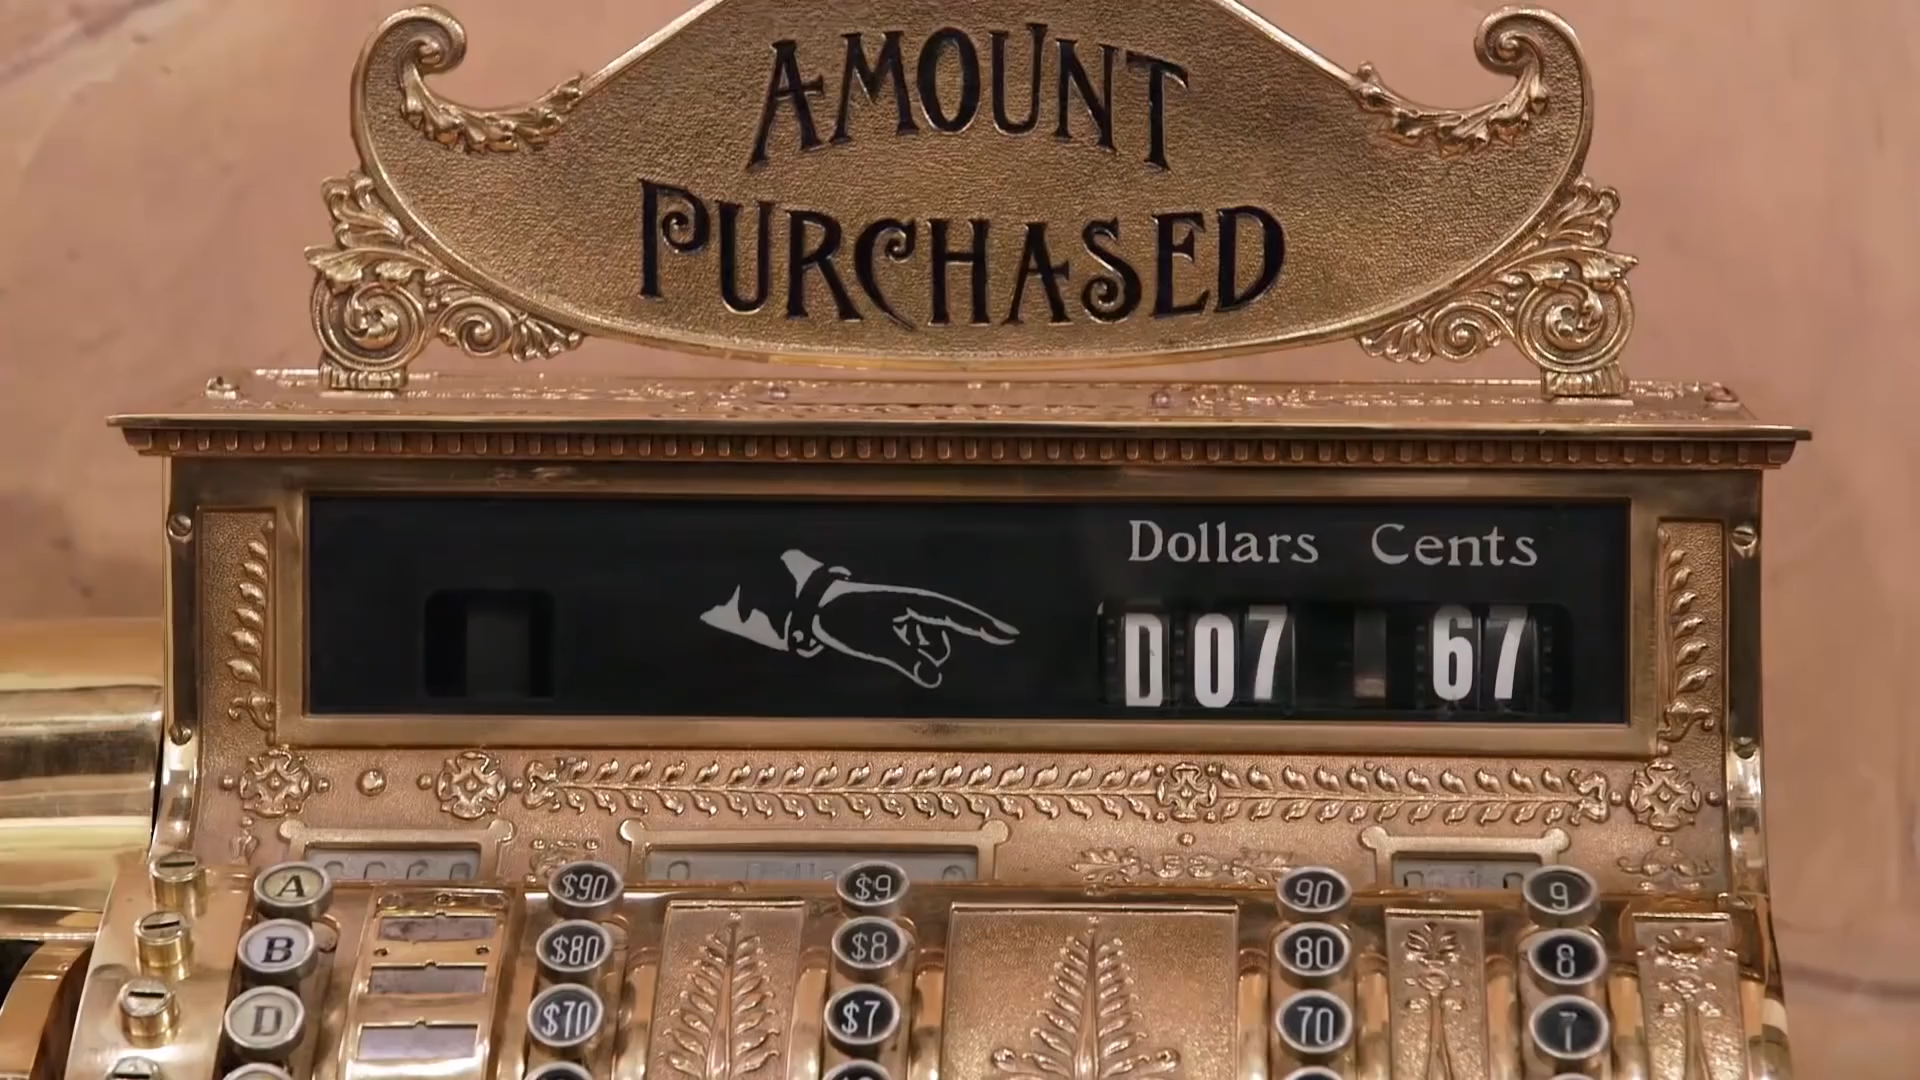 AMOUNT
PURCHASED
Dollars Cents
D 07 67
A $90 $9 90 9
B $80 $8 80 8
D $70 $7 70 7